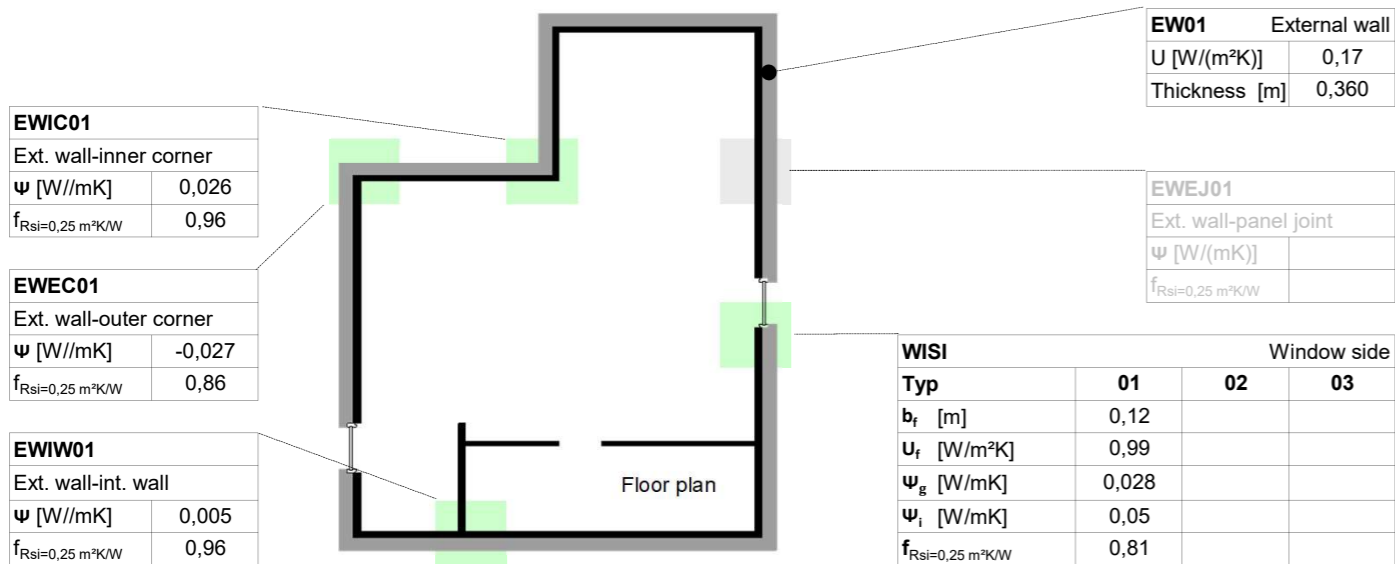 EW01 External wall
U [W/(m²K)] 0,17
Thickness [m] 0,360
EWIC01
Ext. wall-inner corner
Ψ [W//mK] 0,026
fRsi=0,25 m²K/W 0,96
EWEC01
Ext. wall-outer corner
Ψ [W//mK] -0,027
fRsi=0,25 m²K/W 0,86
EWIW01
Ext. wall-int. wall
Ψ [W//mK] 0,005
fRsi=0,25 m²K/W 0,96
Floor plan
EWEJ01
Ext. wall-panel joint
Ψ [W/(mK)]
fRsi=0,25 m²K/W
WISI Window side
Typ 01 02 03
bf [m] 0,12
Uf [W/m²K] 0,99
Ψg [W/mK] 0,028
Ψi [W/mK] 0,05
fRsi=0,25 m²K/W 0,81